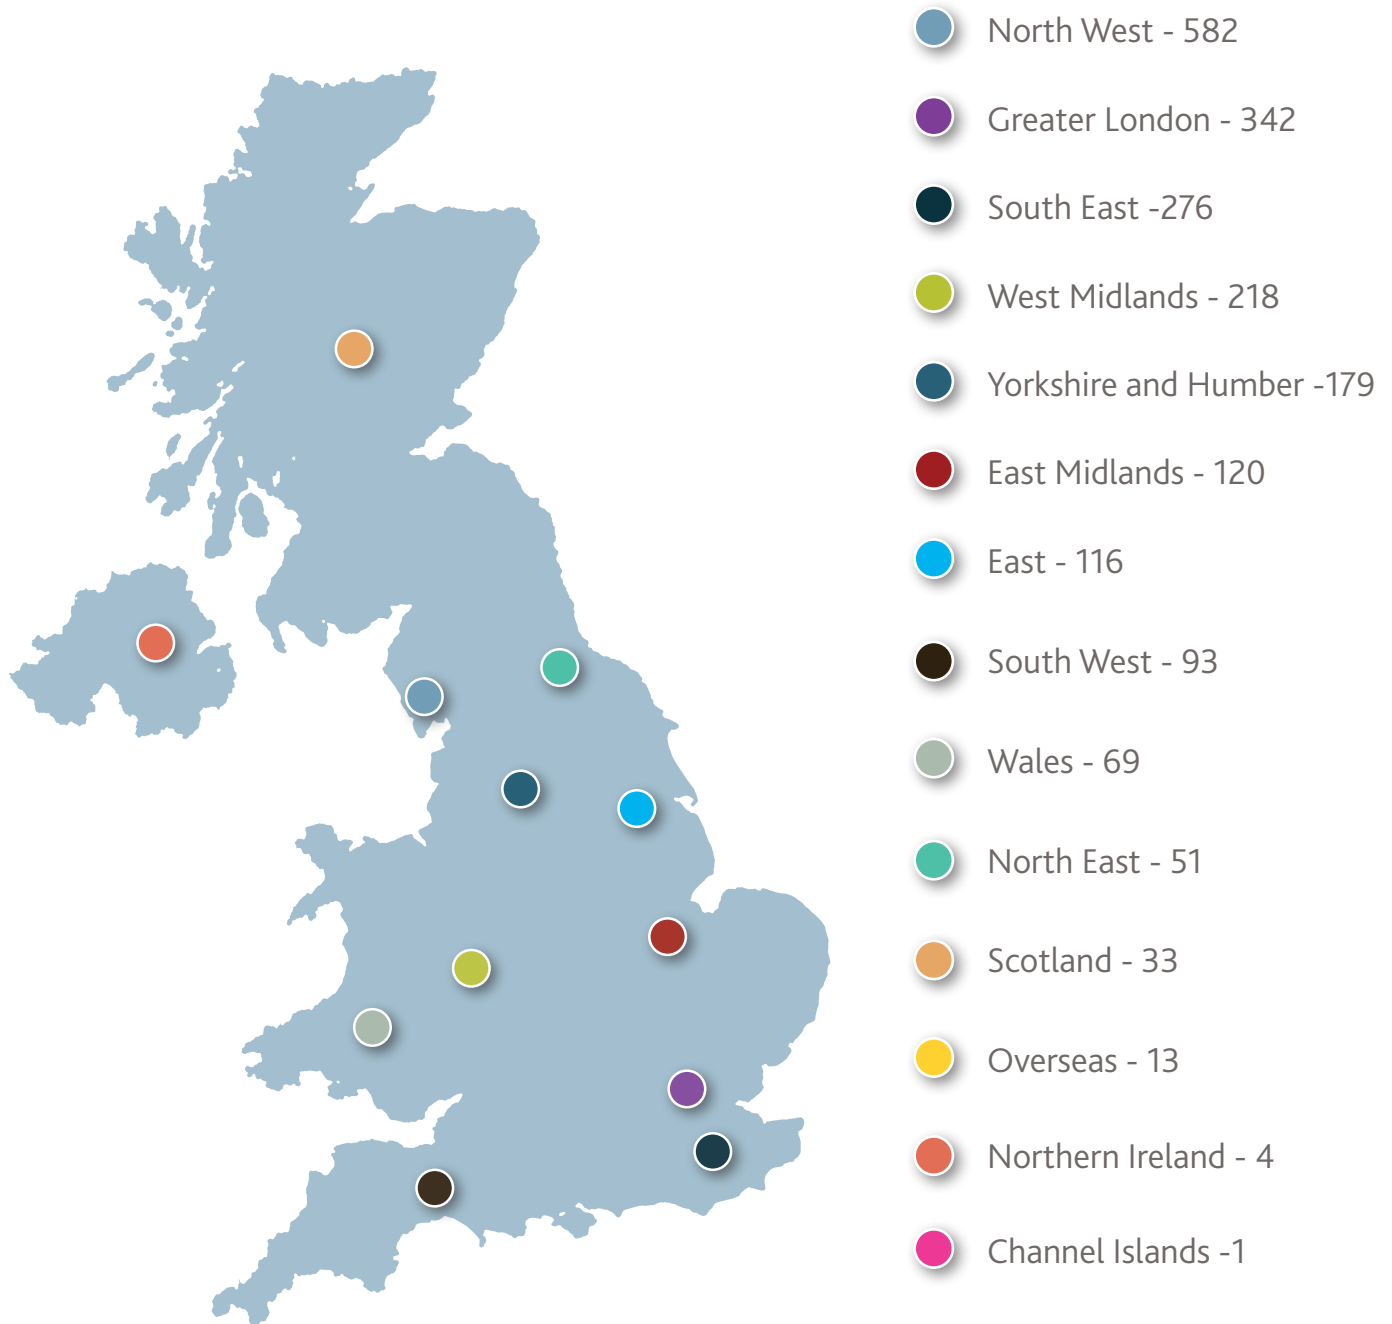 North West - 582
Greater London - 342
South East -276
West Midlands - 218
Yorkshire and Humber -179
East Midlands - 120
East - 116
South West - 93
Wales - 69
North East - 51
Scotland - 33
Overseas - 13
Northern Ireland - 4
Channel Islands -1